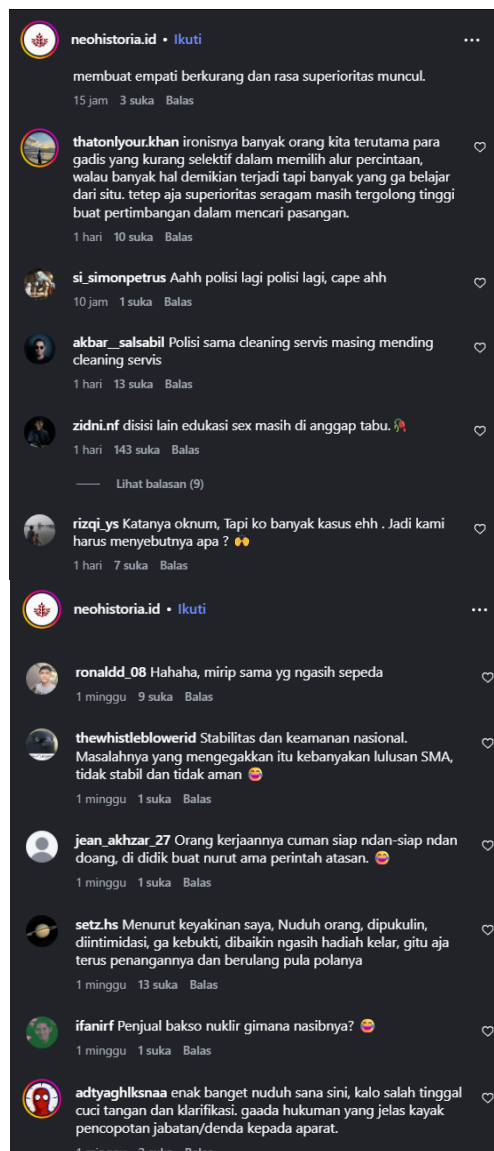 neohistoria.id • Ikuti
membuat empati berkurang dan rasa superioritas muncul.
15 jam 3 suka Balas
thatonlyour.khan ironisnya banyak orang kita terutama para
gadis yang kurang selektif dalam memilih alur percintaan,
walau banyak hal demikian terjadi tapi banyak yang ga belajar
dari situ. tetep aja superioritas seragam masih tergolong tinggi
buat pertimbangan dalam mencari pasangan.
1 hari 10 suka Balas
si_simonpetrus Aahh polisi lagi polisi lagi, cape ahh
10 jam 1 suka Balas
akbar__salsabil Polisi sama cleaning servis masing mending
cleaning servis
1 hari 13 suka Balas
zidni.nf disisi lain edukasi sex masih di anggap tabu.🥀
1 hari 143 suka Balas
Lihat balasan (9)
rizqi_ys Katanya oknum, Tapi ko banyak kasus ehh . Jadi kami
harus menyebutnya apa ? 🙌
1 hari 7 suka Balas
neohistoria.id • Ikuti
ronaldd_08 Hahaha, mirip sama yg ngasih sepeda
1 minggu 9 suka Balas
thewhistleblowerid Stabilitas dan keamanan nasional.
Masalahnya yang mengegakkan itu kebanyakan lulusan SMA,
tidak stabil dan tidak aman 😂
1 minggu 1 suka Balas
jean_akhzar_27 Orang kerjaannya cuman siap ndan-siap ndan
doang, di didik buat nurut ama perintah atasan. 😂
1 minggu 1 suka Balas
setz.hs Menurut keyakinan saya, Nuduh orang, dipukulin,
diintimidasi, ga kebukti, dibaikin ngasih hadiah kelar, gitu aja
terus penangannya dan berulang pula polanya
1 minggu 13 suka Balas
ifanirf Penjual bakso nuklir gimana nasibnya? 😂
1 minggu 1 suka Balas
adtyaghlksnaa enak banget nuduh sana sini, kalo salah tinggal
cuci tangan dan klarifikasi. gaada hukuman yang jelas kayak
pencopotan jabatan/denda kepada aparat.